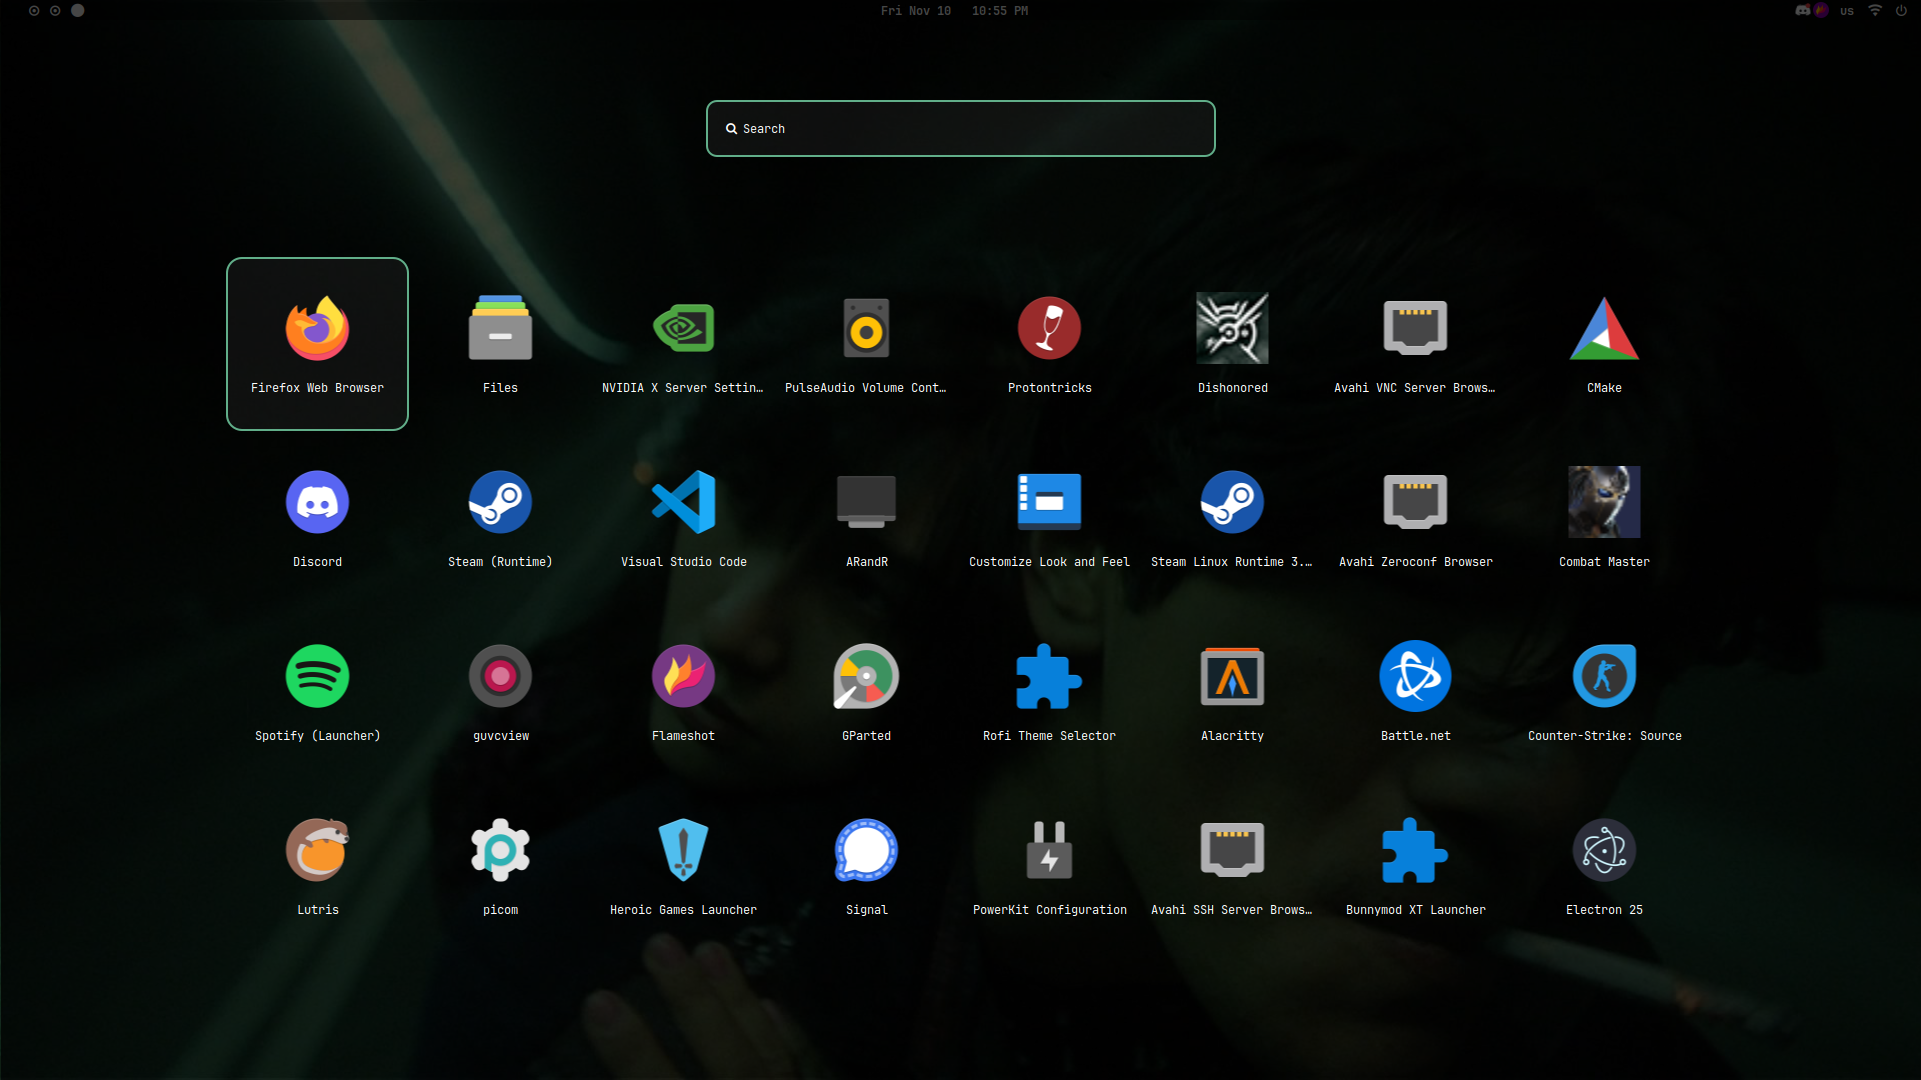 Fri Nov 10 10:55 PM
us
Search
Firefox Web Browser
Files
NVIDIA X Server Settin…
PulseAudio Volume Cont…
Protontricks
Dishonored
Avahi VNC Server Brows…
CMake
Discord
Steam (Runtime)
Visual Studio Code
ARandR
Customize Look and Feel
Steam Linux Runtime 3.…
Avahi Zeroconf Browser
Combat Master
Spotify (Launcher)
guvcview
Flameshot
GParted
Rofi Theme Selector
Alacritty
Battle.net
Counter-Strike: Source
Lutris
picom
Heroic Games Launcher
Signal
PowerKit Configuration
Avahi SSH Server Brows…
Bunnymod XT Launcher
Electron 25